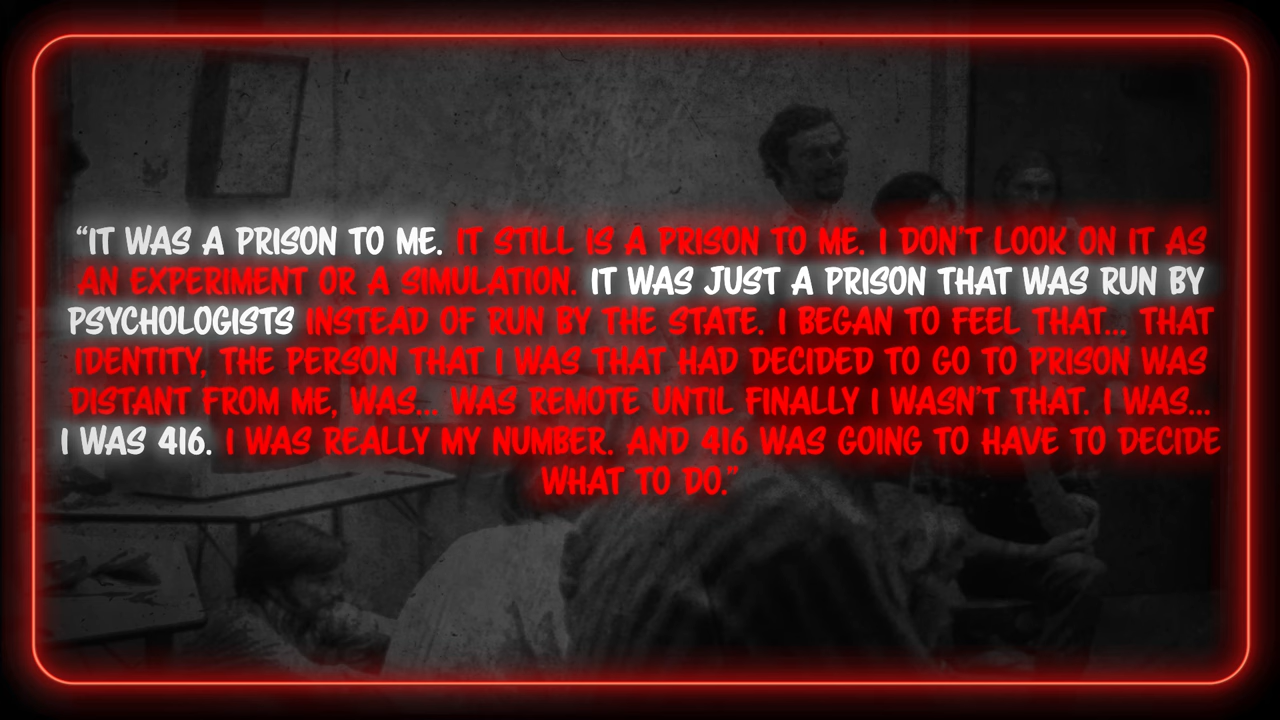 “IT WAS A PRISON TO ME. IT STILL IS A PRISON TO ME. I DON'T LOOK ON IT AS
AN EXPERIMENT OR A SIMULATION. IT WAS JUST A PRISON THAT WAS RUN BY
PSYCHOLOGISTS INSTEAD OF RUN BY THE STATE. I BEGAN TO FEEL THAT... THAT
IDENTITY, THE PERSON THAT I WAS THAT HAD DECIDED TO GO TO PRISON WAS
DISTANT FROM ME, WAS... WAS REMOTE UNTIL FINALLY I WASN'T THAT. I WAS...
I WAS 416. I WAS REALLY MY NUMBER. AND 416 WAS GOING TO HAVE TO DECIDE
WHAT TO DO.”